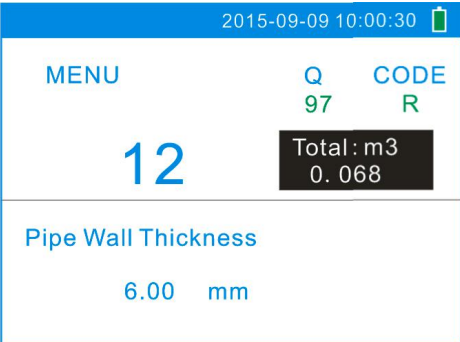 2015-09-09 10:00:30
MENU Q CODE
97 R
12
Total: m3
0. 068
Pipe Wall Thickness
6.00 mm